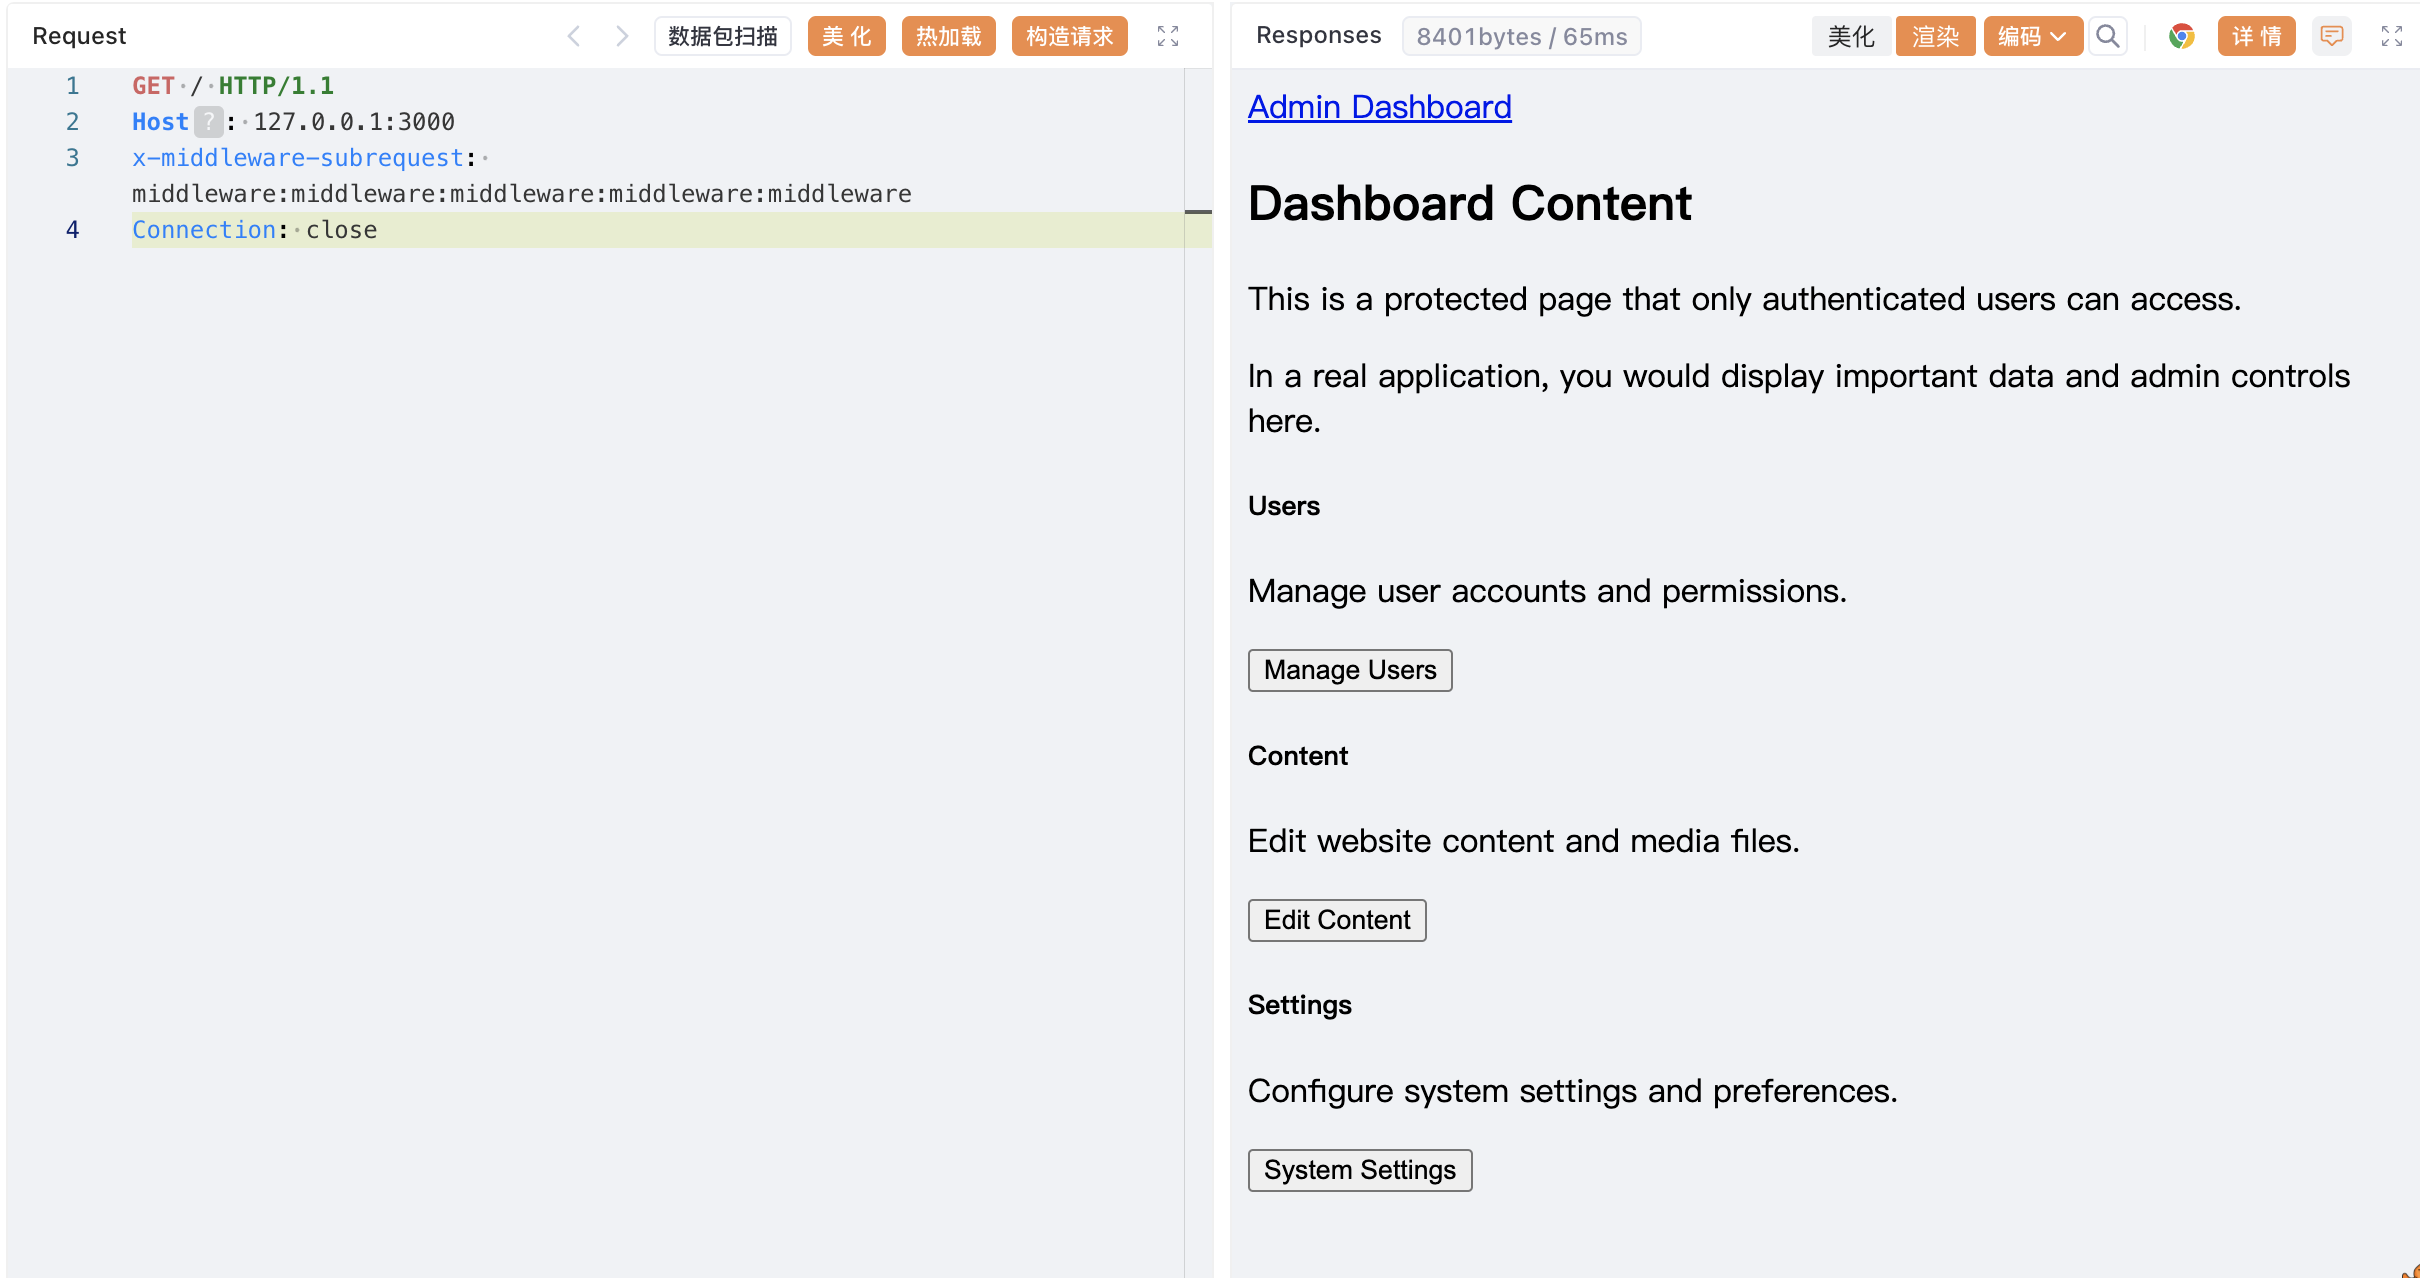 Request
数据包扫描
美 化
热加载
构造请求
1 GET / HTTP/1.1
2 Host ? : 127.0.0.1:3000
3 x-middleware-subrequest:
middleware:middleware:middleware:middleware:middleware
4 Connection: close
Responses
8401bytes / 65ms
美化
渲染
编码
详 情
Admin Dashboard
Dashboard Content
This is a protected page that only authenticated users can access.
In a real application, you would display important data and admin controls
here.
Users
Manage user accounts and permissions.
Manage Users
Content
Edit website content and media files.
Edit Content
Settings
Configure system settings and preferences.
System Settings